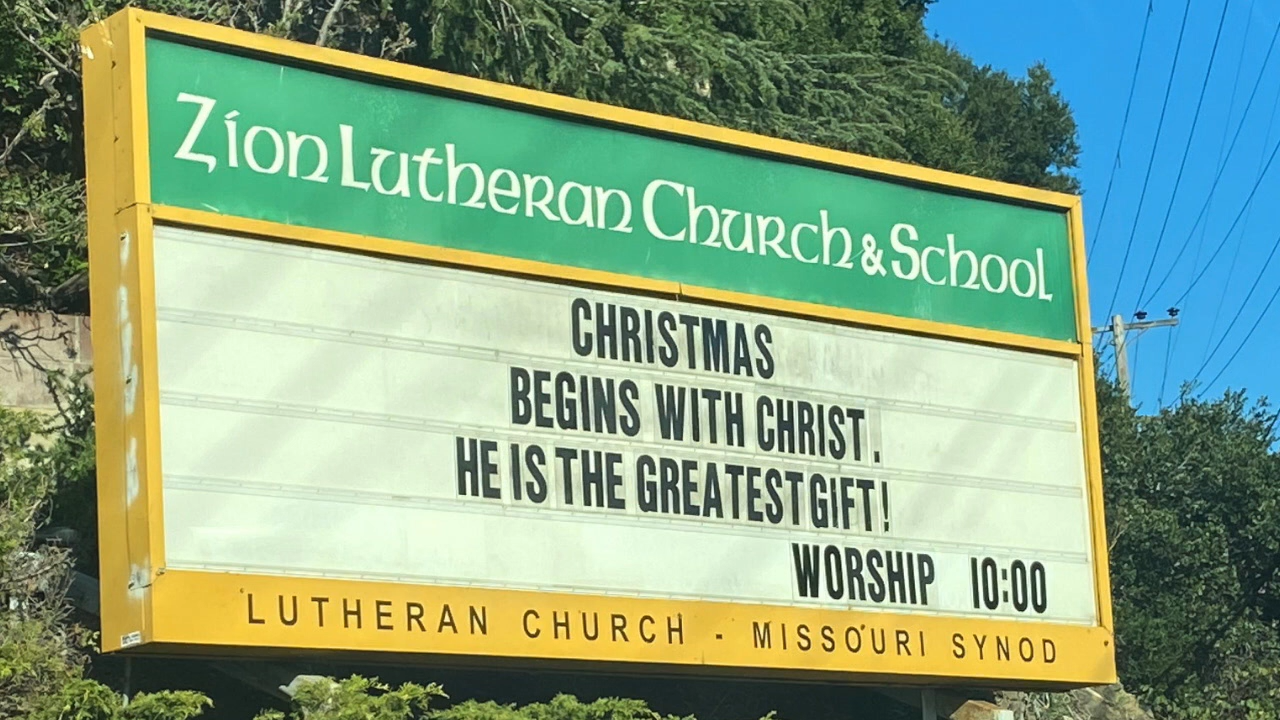 Zion Lutheran Church & School
CHRISTMAS
BEGINS WITH CHRIST.
HE IS THE GREATEST GIFT!
WORSHIP 10:00
LUTHERAN CHURCH - MISSOURI SYNOD